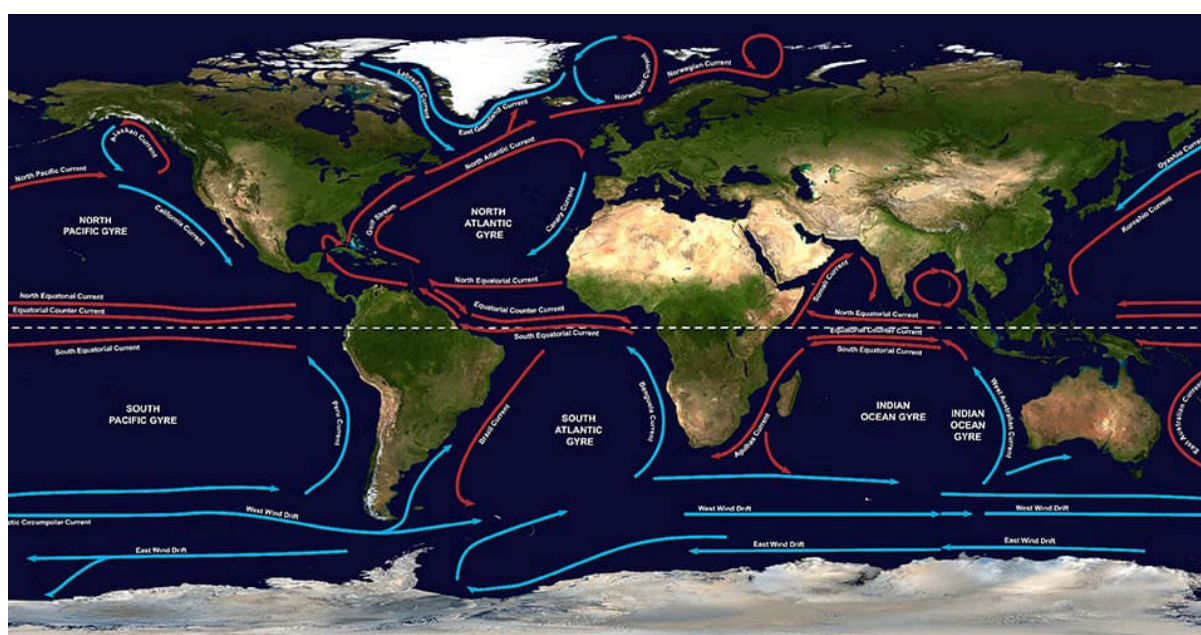 Norwegian Current
Norwegian Current
Labrador Current
East Greenland Current
Alaskan Current
North Atlantic Current
Oyashio Current
North Pacific Current
California Current
NORTH
PACIFIC GYRE
Gulf Stream
NORTH
ATLANTIC
GYRE
Canary Current
Kuroshio Current
Somali Current
North Equatorial Current
North Equatorial Current
Equatorial Counter Current
Equatorial Counter Current
South Equatorial Current
North Equatorial Current
Equatorial Counter Current
South Equatorial Current
South Equatorial Current
SOUTH
PACIFIC GYRE
Peru Current
Brazil Current
SOUTH
ATLANTIC
GYRE
Benguela Current
Agulhas Current
INDIAN
OCEAN GYRE
INDIAN
OCEAN
GYRE
West Australian Current
East Australian Current
West Wind Drift
West Wind Drift
West Wind Drift
tic Circumpolar Current
East Wind Drift
East Wind Drift
East Wind Drift